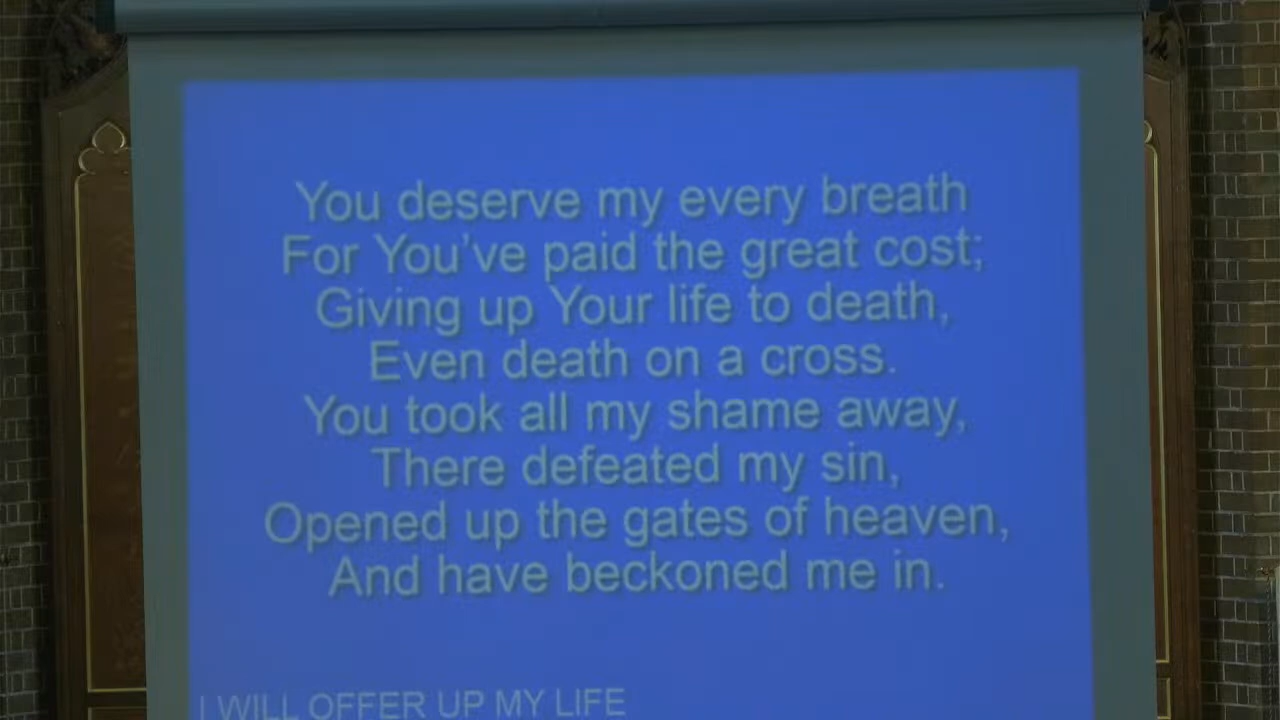 You deserve my every breath
For You've paid the great cost;
Giving up Your life to death,
Even death on a cross.
You took all my shame away,
There defeated my sin,
Opened up the gates of heaven,
And have beckoned me in.
I WILL OFFER UP MY LIFE